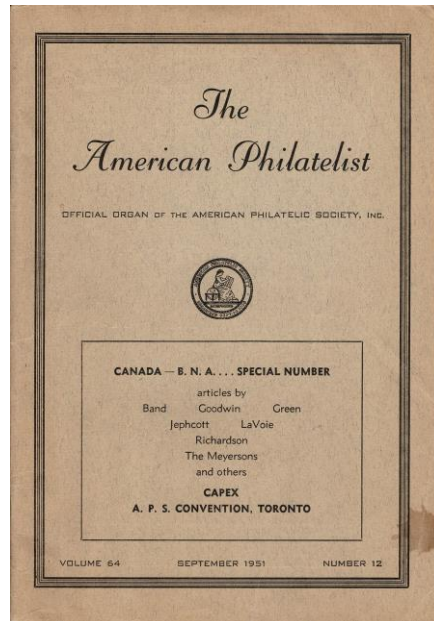 The
American Philatelist
OFFICIAL ORGAN OF THE AMERICAN PHILATELIC SOCIETY, INC.
CANADA — B. N. A. . . . SPECIAL NUMBER
articles by
Band Goodwin Green
Jephcott LaVoie
Richardson
The Meyersons
and others
CAPEX
A. P. S. CONVENTION, TORONTO
VOLUME 64 SEPTEMBER 1951 NUMBER 12